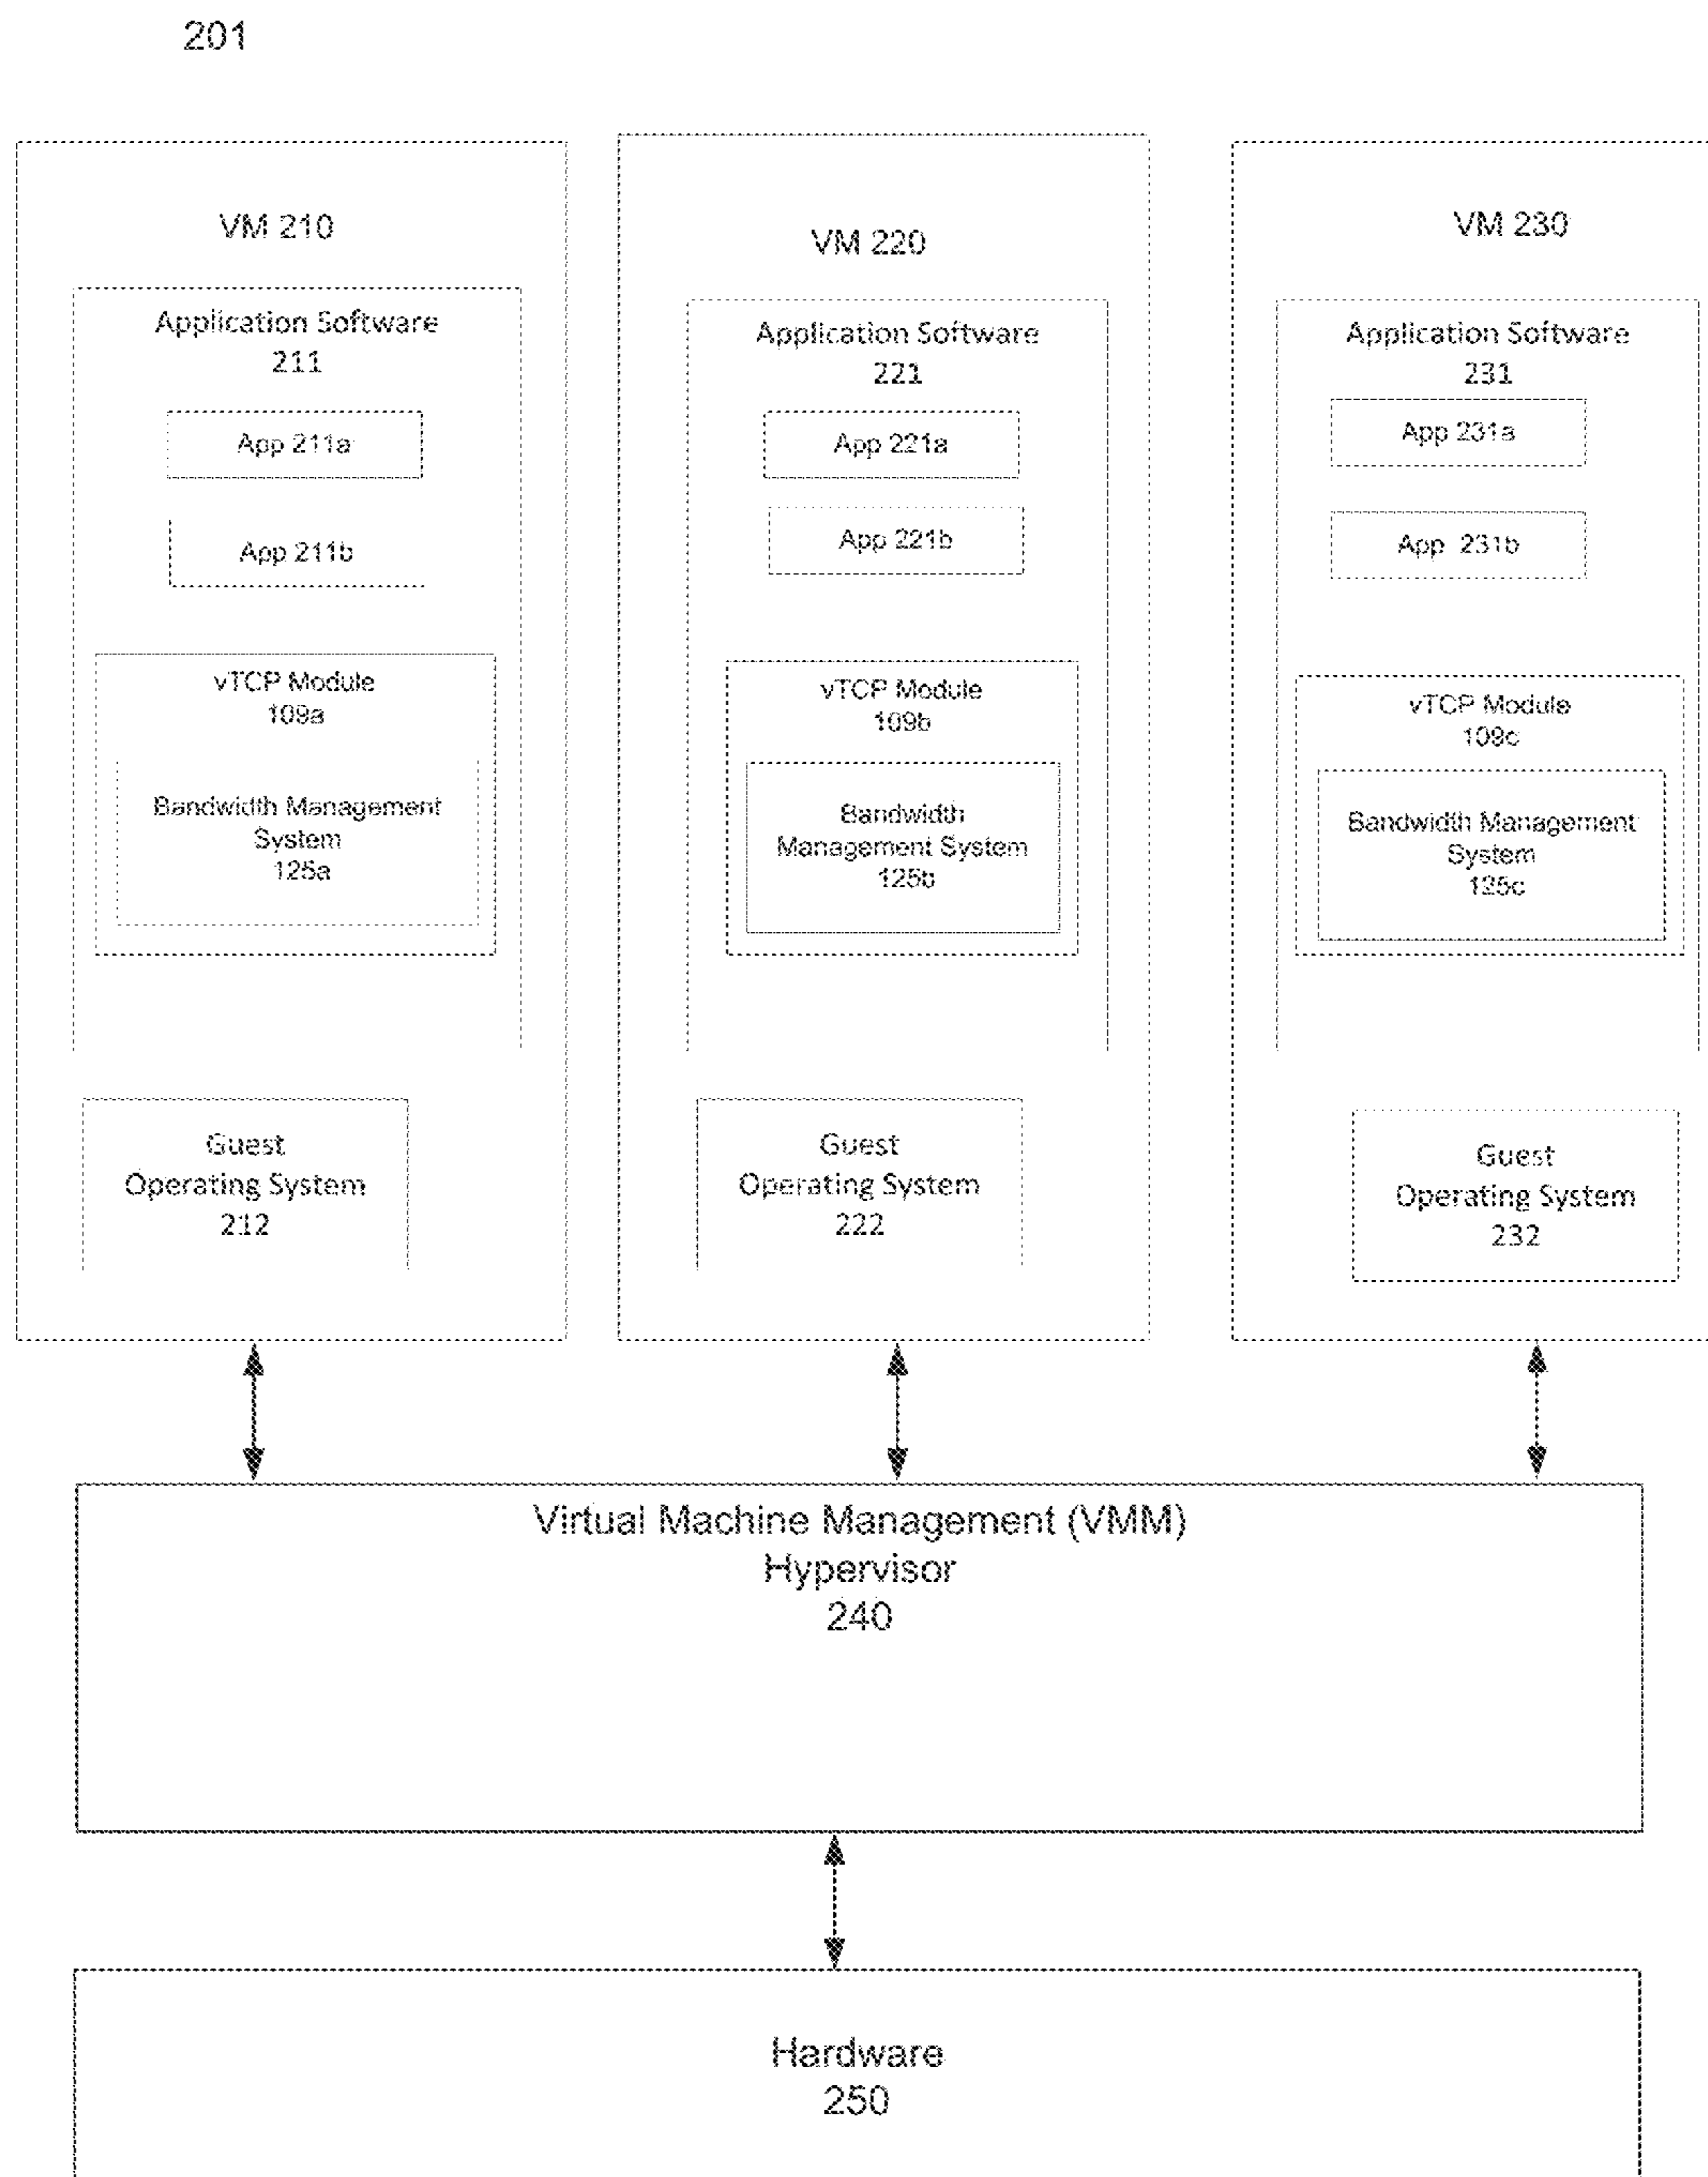 201
VM 210
Application Software
211
App 211a
App 211b
vTCP Module
109a
Bandwidth Management
System
125a
Guest
Operating System
212
VM 220
Application Software
221
App 221a
App 221b
vTCP Module
109b
Bandwidth
Management System
125b
Guest
Operating System
222
VM 230
Application Software
231
App 231a
App 231b
vTCP Module
109c
Bandwidth Management
System
125c
Guest
Operating System
232
Virtual Machine Management (VMM)
Hypervisor
240
Hardware
250